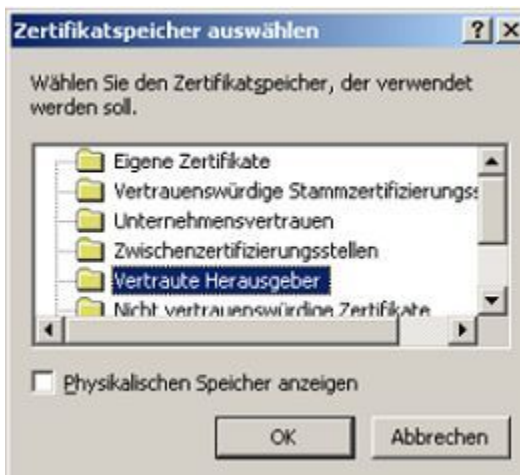 Zertifikatspeicher auswählen
Wählen Sie den Zertifikatspeicher, der verwendet
werden soll.
Eigene Zertifikate
Vertrauenswürdige Stammzertifizierungss
Unternehmensvertrauen
Zwischenzertifizierungsstellen
Vertraute Herausgeber
Nicht vertrauenswürdige Zertifikate
Physikalischen Speicher anzeigen
OK Abbrechen